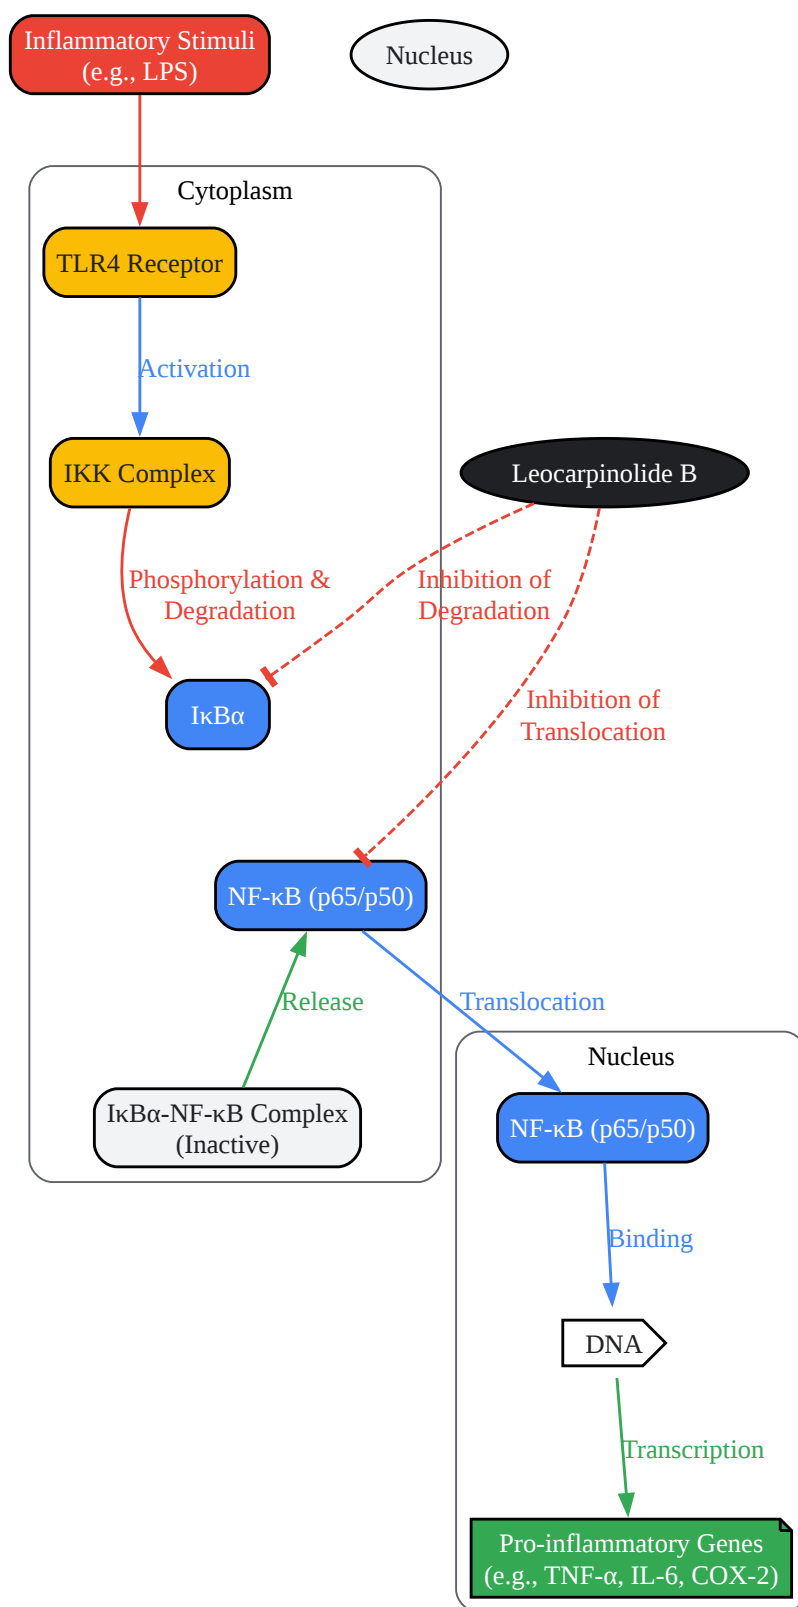 Inflammatory Stimuli
(e.g., LPS)
Nucleus
Cytoplasm
TLR4 Receptor
Activation
IKK Complex
Leocarpinolide B
Phosphorylation &
Degradation
Inhibition of
Degradation
IκBα
Inhibition of
Translocation
NF-κB (p65/p50)
Release
Translocation
Nucleus
IκBα-NF-κB Complex
(Inactive)
NF-κB (p65/p50)
Binding
DNA
Transcription
Pro-inflammatory Genes
(e.g., TNF-α, IL-6, COX-2)